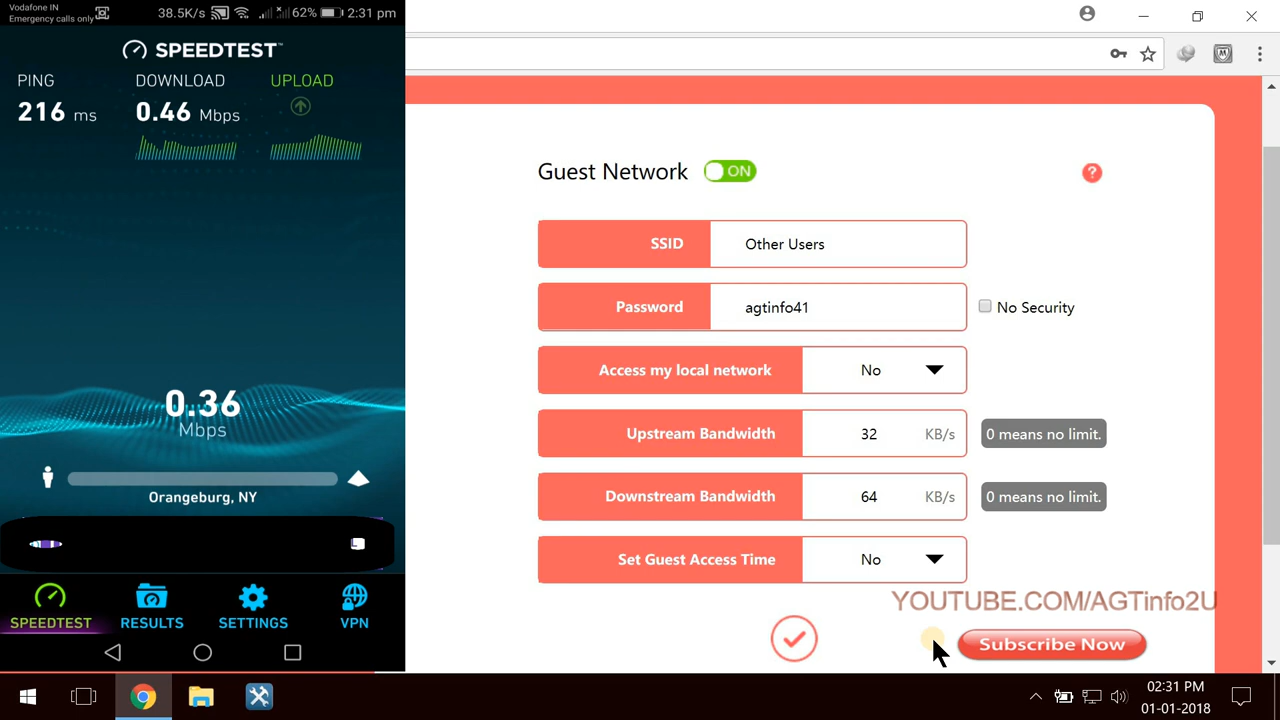 Vodafone IN
Emergency calls only
38.5K/s 62% 2:31 pm
SPEEDTEST™
PING DOWNLOAD UPLOAD
216 ms 0.46 Mbps
0.36
Mbps
Orangeburg, NY
SPEEDTEST RESULTS SETTINGS VPN
Guest Network ON
?
SSID Other Users
Password agtinfo41 No Security
Access my local network No
Upstream Bandwidth 32 KB/s 0 means no limit.
Downstream Bandwidth 64 KB/s 0 means no limit.
Set Guest Access Time No
YOUTUBE.COM/AGTinfo2U
Subscribe Now
02:31 PM
01-01-2018